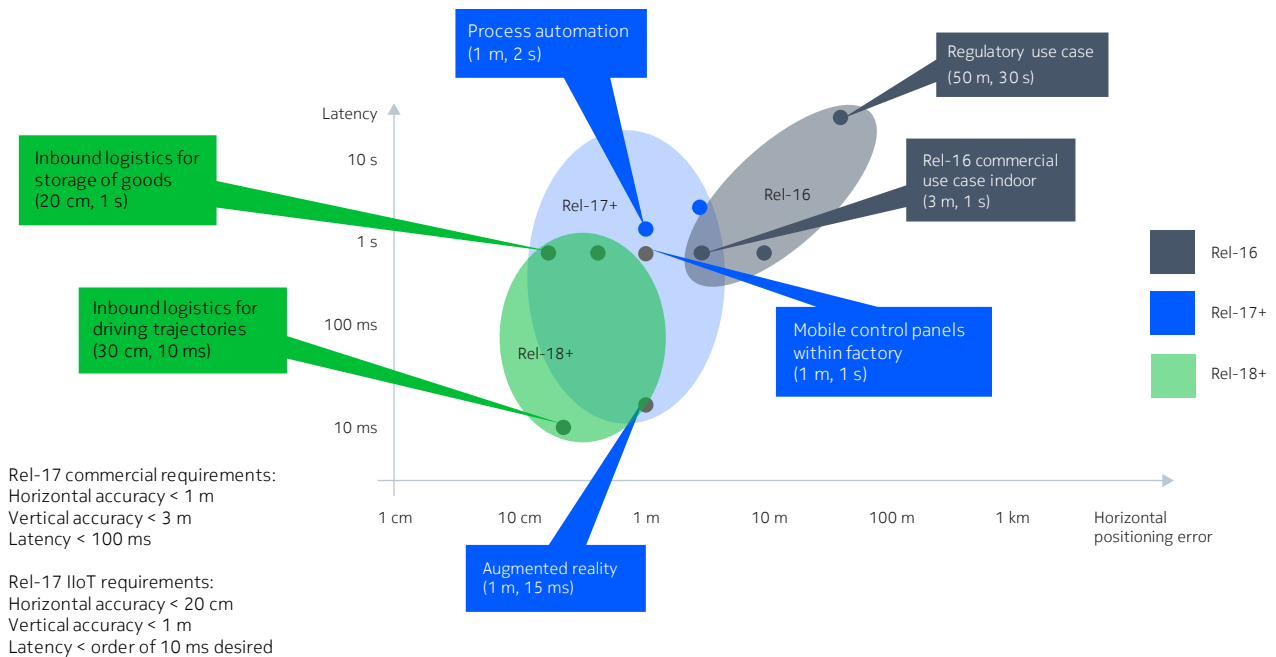 Process automation
(1 m, 2 s)
Regulatory use case
(50 m, 30 s)
Latency
10 s
1 s
100 ms
10 ms
Inbound logistics for
storage of goods
(20 cm, 1 s)
Rel-16 commercial
use case indoor
(3 m, 1 s)
Rel-17+
Rel-16
Rel-18+
Inbound logistics for
driving trajectories
(30 cm, 10 ms)
Mobile control panels
within factory
(1 m, 1 s)
Rel-16
Rel-17+
Rel-18+
1 cm
10 cm
1 m
10 m
100 m
1 km
Horizontal
positioning error
Augmented reality
(1 m, 15 ms)
Rel-17 commercial requirements:
Horizontal accuracy < 1 m
Vertical accuracy < 3 m
Latency < 100 ms
Rel-17 IIoT requirements:
Horizontal accuracy < 20 cm
Vertical accuracy < 1 m
Latency < order of 10 ms desired